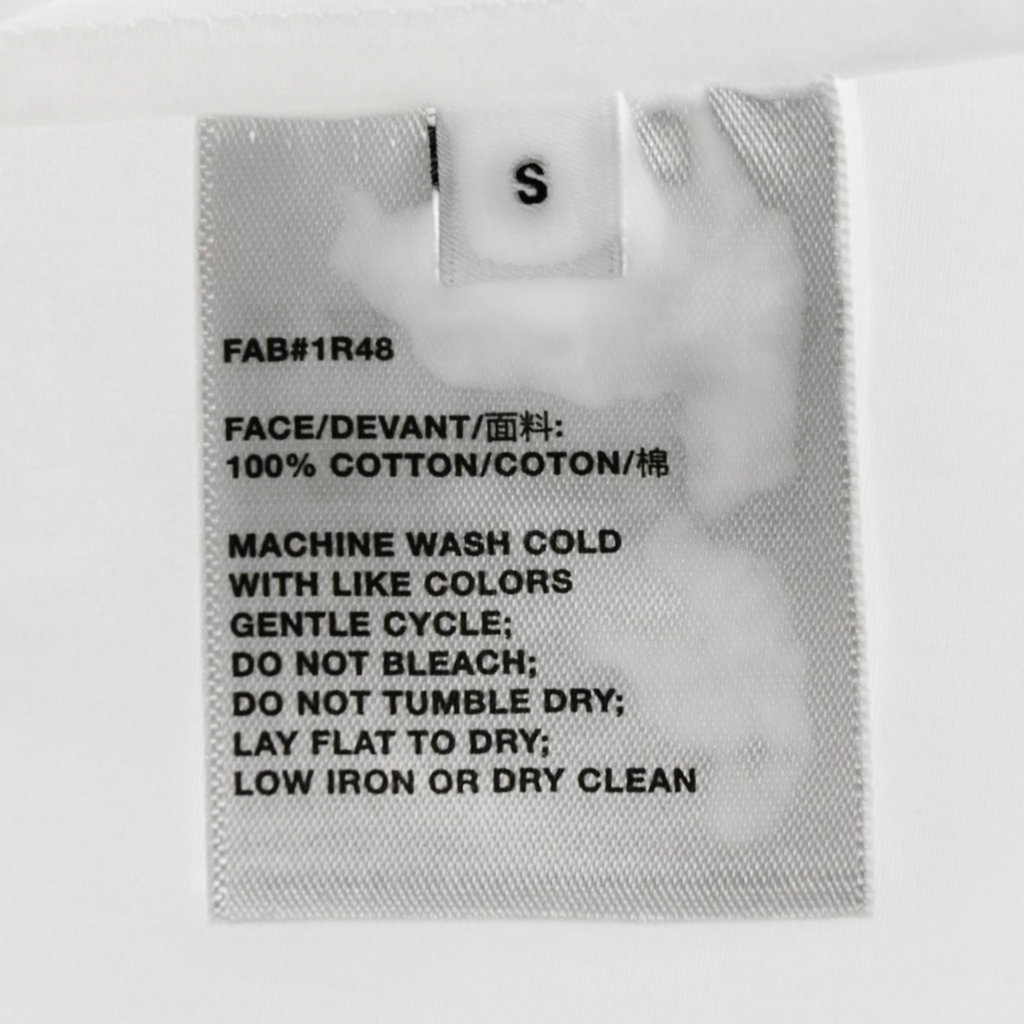 S
FAB#1R48
FACE/DEVANT/面料:
100% COTTON/COTON/棉
MACHINE WASH COLD
WITH LIKE COLORS
GENTLE CYCLE;
DO NOT BLEACH;
DO NOT TUMBLE DRY;
LAY FLAT TO DRY;
LOW IRON OR DRY CLEAN